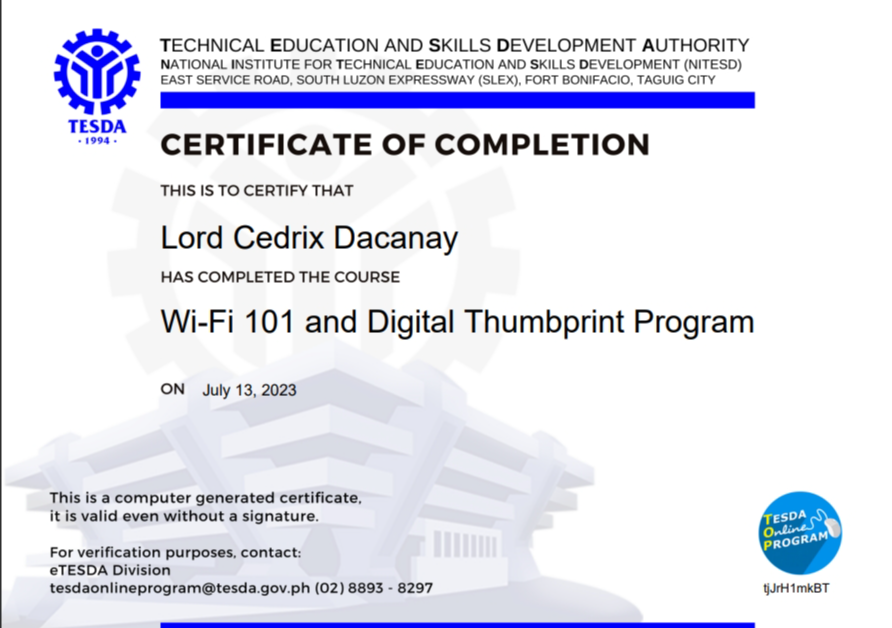 TECHNICAL EDUCATION AND SKILLS DEVELOPMENT AUTHORITY
NATIONAL INSTITUTE FOR TECHNICAL EDUCATION AND SKILLS DEVELOPMENT (NITESD)
EAST SERVICE ROAD, SOUTH LUZON EXPRESSWAY (SLEX), FORT BONIFACIO, TAGUIG CITY
TESDA
· 1994 ·
CERTIFICATE OF COMPLETION
THIS IS TO CERTIFY THAT
Lord Cedrix Dacanay
HAS COMPLETED THE COURSE
Wi-Fi 101 and Digital Thumbprint Program
ON July 13, 2023
This is a computer generated certificate,
it is valid even without a signature.
For verification purposes, contact:
eTESDA Division
tesdaonlineprogram@tesda.gov.ph (02) 8893 - 8297
TESDA
Online
PROGRAM
tjJrH1mkBT